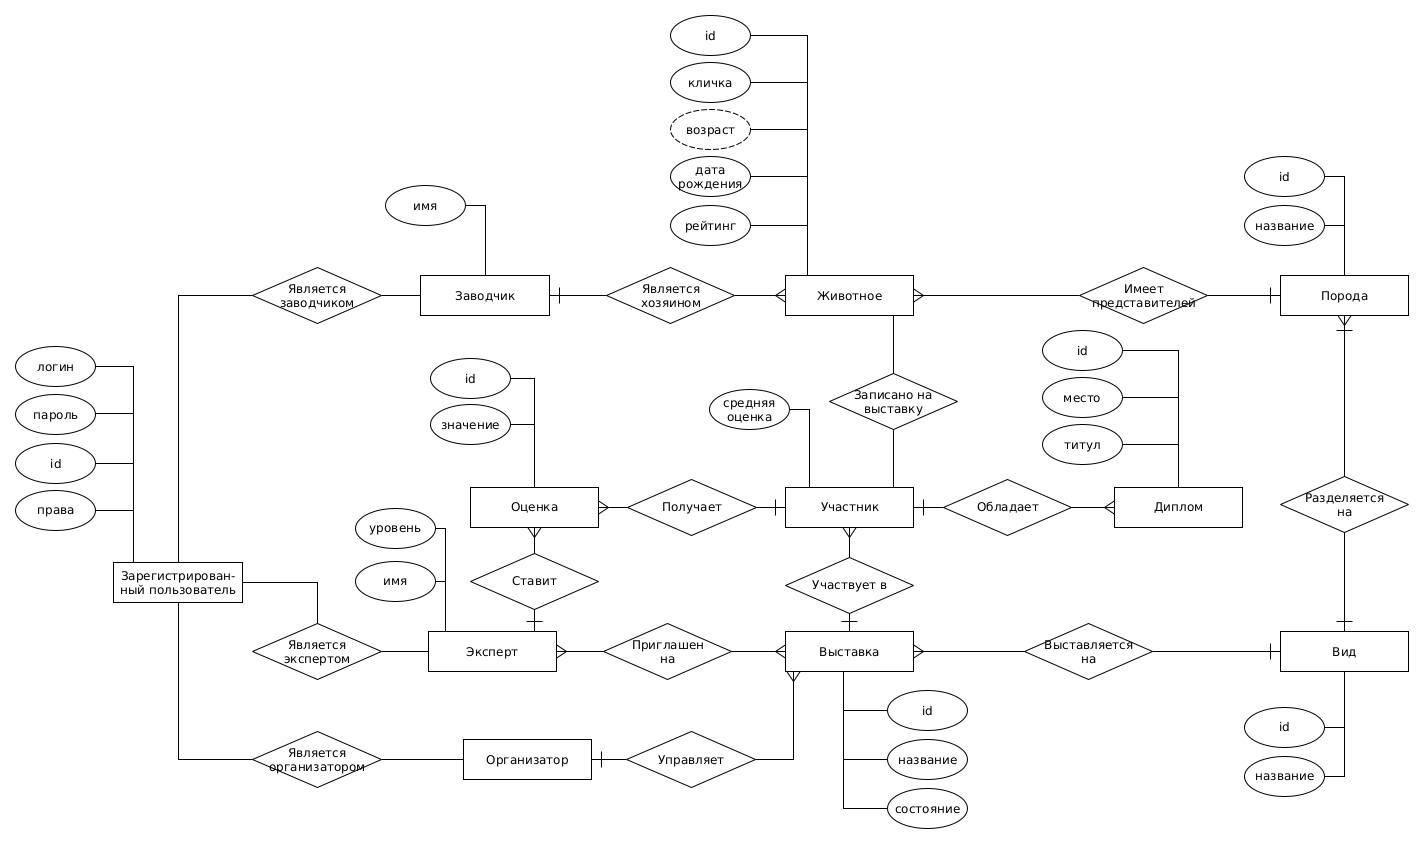 id
кличка
возраст
дата
рождения
рейтинг
id
название
имя
Является
заводчиком
Заводчик
Является
хозяином
Животное
Имеет
представителей
Порода
логин
пароль
id
права
id
значение
средняя
оценка
Записано на
выставку
id
место
титул
Оценка
Получает
Участник
Обладает
Диплом
Разделяется
на
уровень
имя
Ставит
Участвует в
Зарегистрирован-
ный пользователь
Является
экспертом
Эксперт
Приглашен
на
Выставка
Выставляется
на
Вид
id
название
состояние
id
название
Является
организатором
Организатор
Управляет